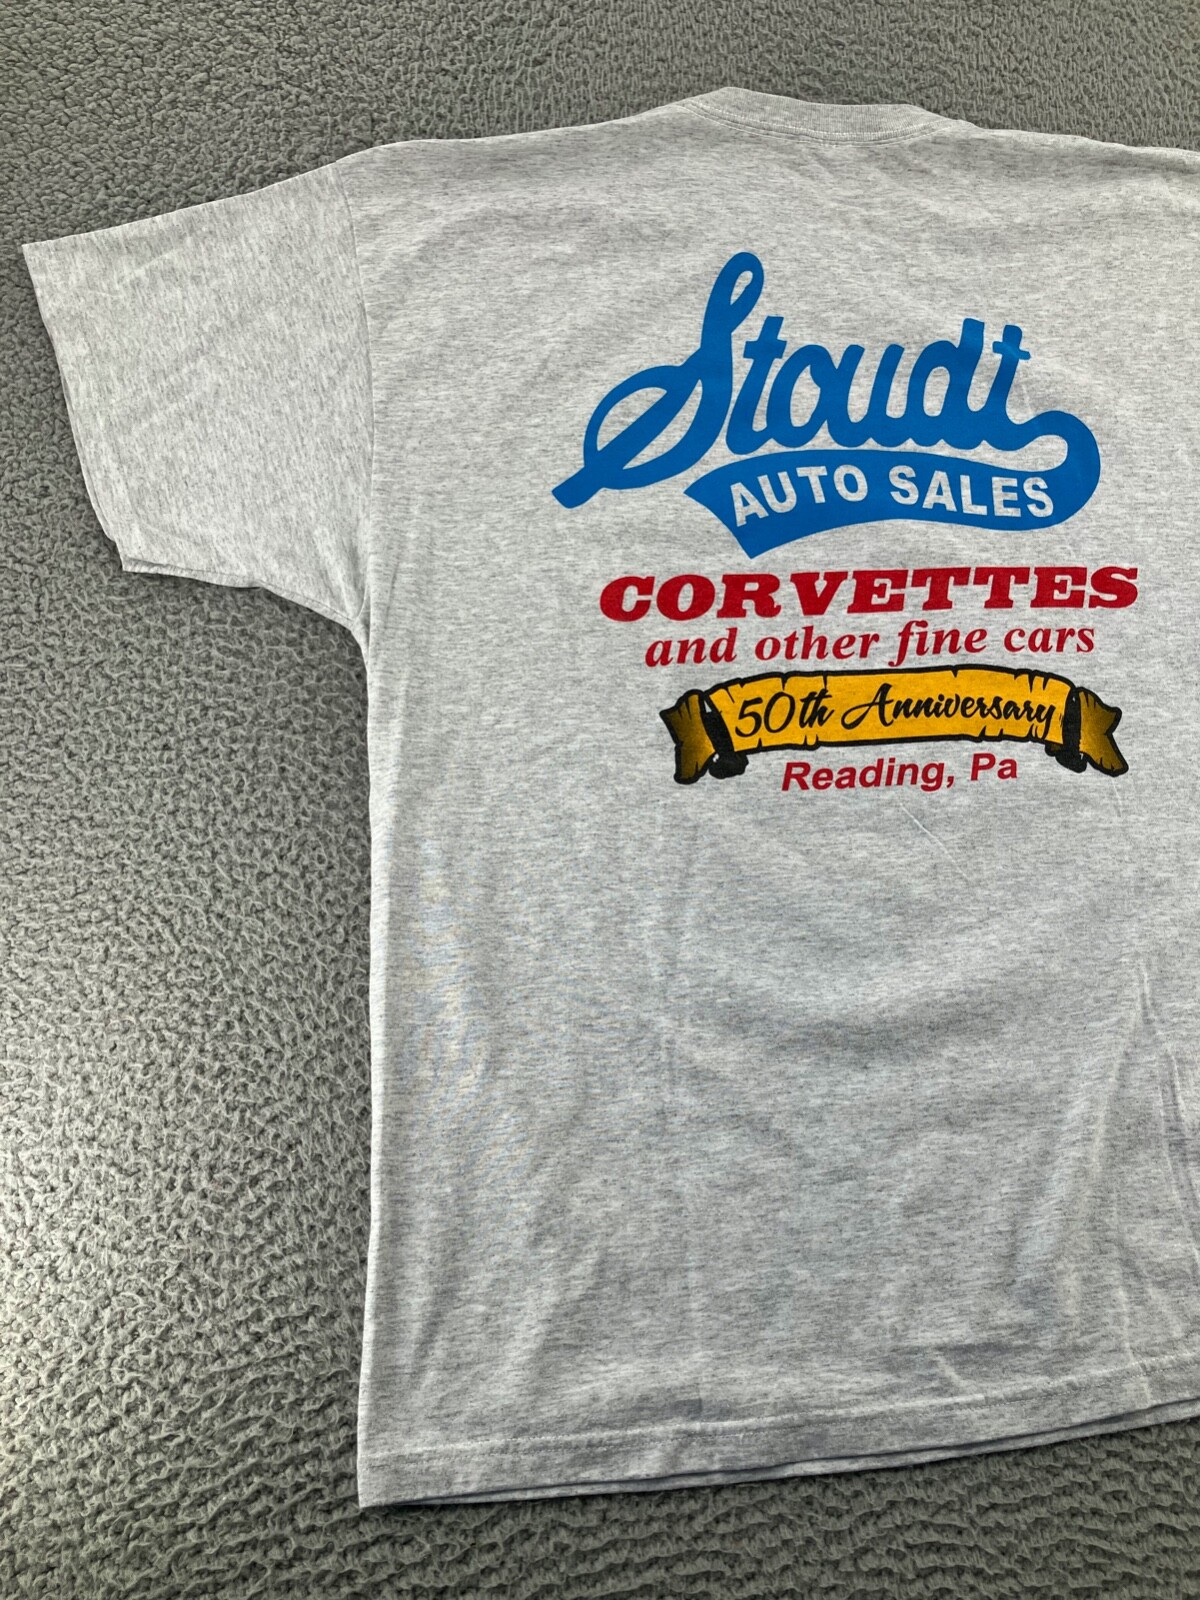 Stoudt
AUTO SALES
CORVETTES
and other fine cars
50th Anniversary
Reading, Pa